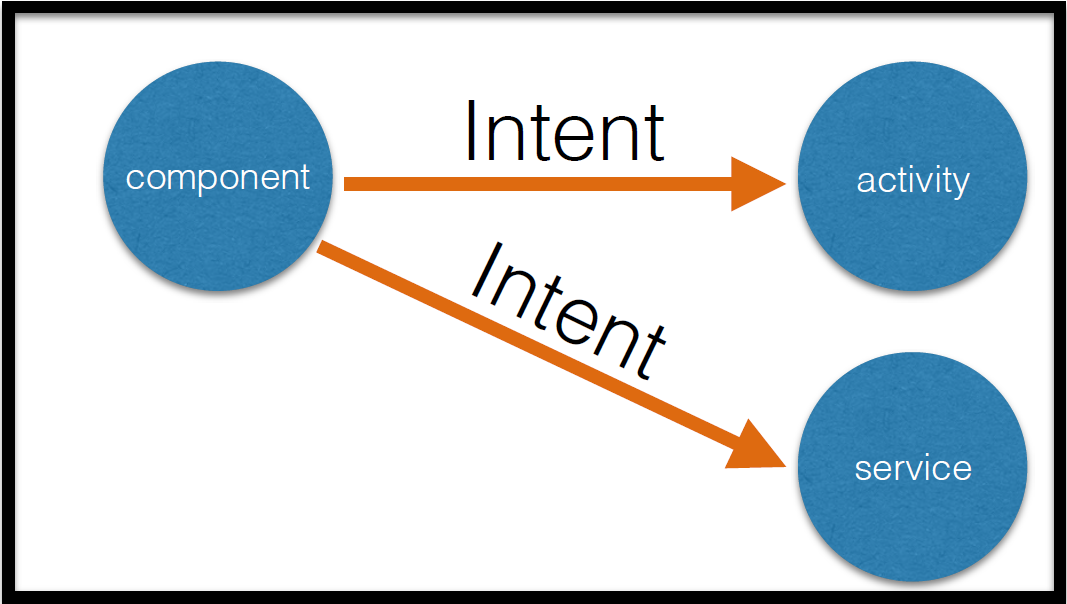 Intent
component
activity
Intent
service